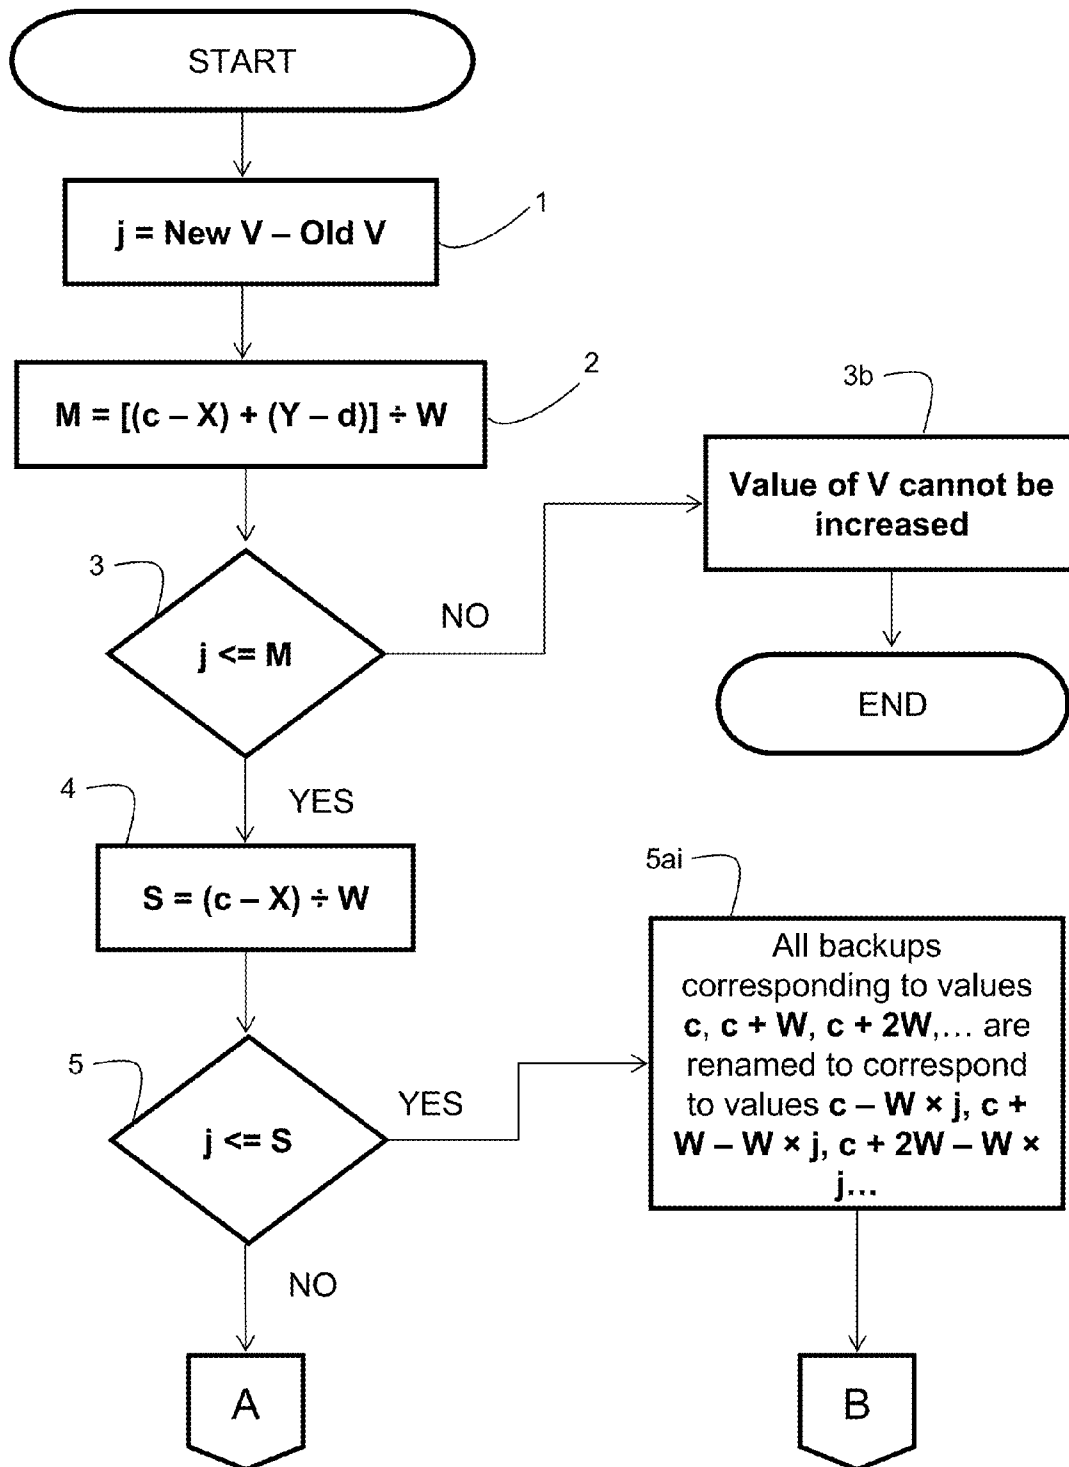 START
1
j = New V – Old V
2
M = [(c – X) + (Y – d)] ÷ W
3b
Value of V cannot be
increased
3
j <= M
NO
END
YES
4
S = (c – X) ÷ W
5ai
All backups
corresponding to values
c, c + W, c + 2W,… are
renamed to correspond
to values c – W × j, c +
W – W × j, c + 2W – W ×
j…
5
j <= S
YES
NO
A
B